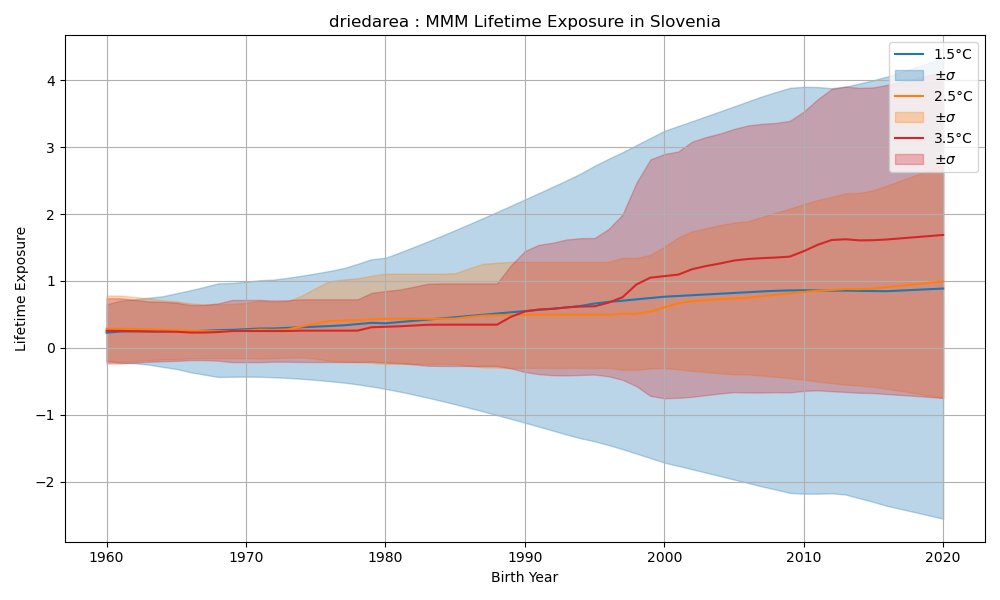 driedarea : MMM Lifetime Exposure in Slovenia
1.5°C
±σ
2.5°C
±σ
3.5°C
±σ
4
3
2
1
0
−1
−2
Lifetime Exposure
1960
1970
1980
1990
2000
2010
2020
Birth Year